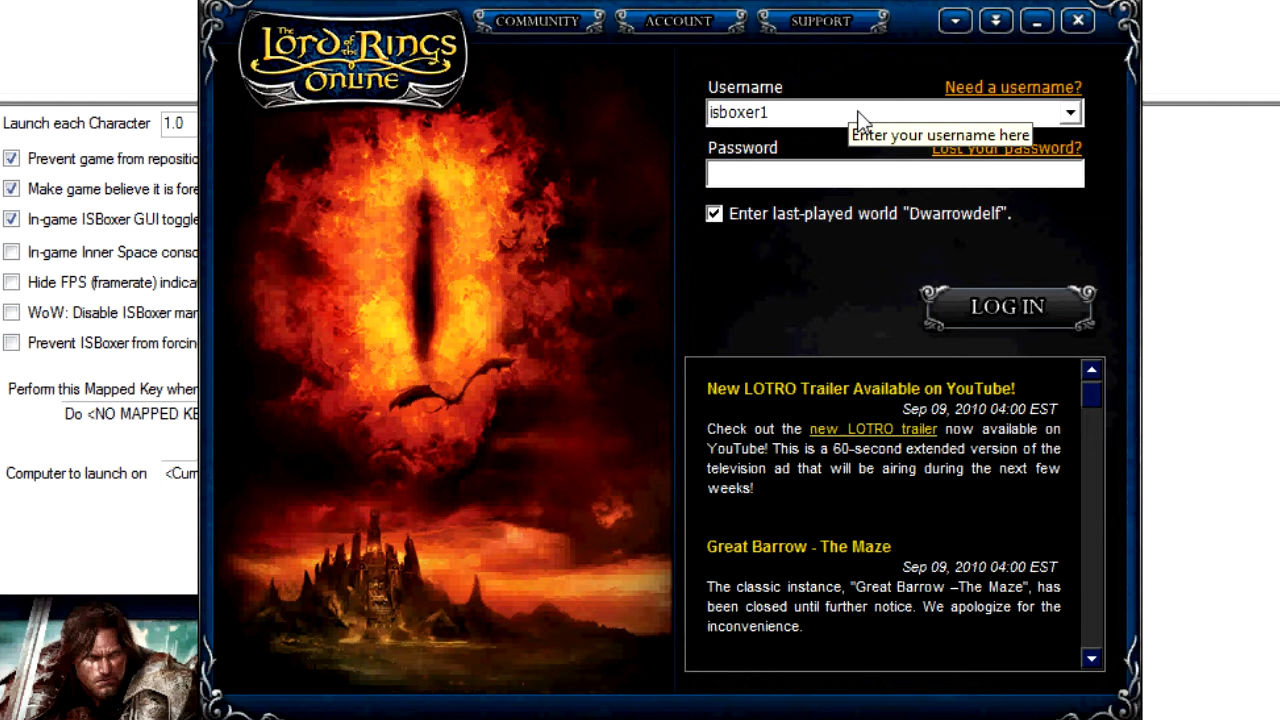 The Lord of the Rings
ONLINE
COMMUNITY
ACCOUNT
SUPPORT
Launch each Character 1.0
Prevent game from repositio
Make game believe it is fore
In-game ISBoxer GUI toggle
In-game Inner Space conso
Hide FPS (framerate) indica
WoW: Disable ISBoxer mar
Prevent ISBoxer from forcin
Perform this Mapped Key wher
Do <NO MAPPED KE
Computer to launch on <Curr
Username
Need a username?
isboxer1
Enter your username here
Password
Lost your password?
Enter last-played world "Dwarrowdelf".
LOG IN
New LOTRO Trailer Available on YouTube!
Sep 09, 2010 04:00 EST
Check out the new LOTRO trailer now available on
YouTube! This is a 60-second extended version of the
television ad that will be airing during the next few
weeks!
Great Barrow - The Maze
Sep 09, 2010 04:00 EST
The classic instance, "Great Barrow –The Maze", has
been closed until further notice. We apologize for the
inconvenience.